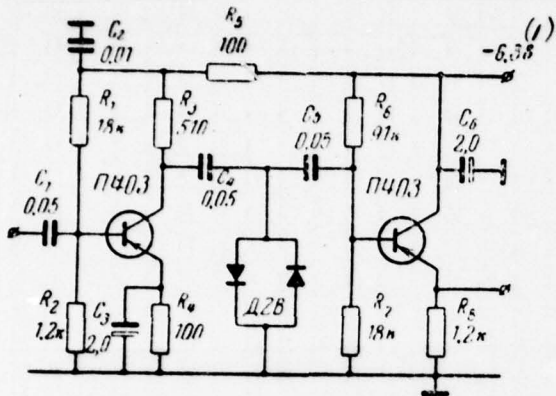 R₅
100
(1)
-6,3В
C₂
0,01
R₁
18к
R₃
510
C₅
0,05
R₆
91к
C₆
2,0
П403
C₄
0,05
П403
C₁
0,05
R₂
1,2к
C₃
2,0
R₄
100
Д2В
R₇
18к
R₈
1,2к